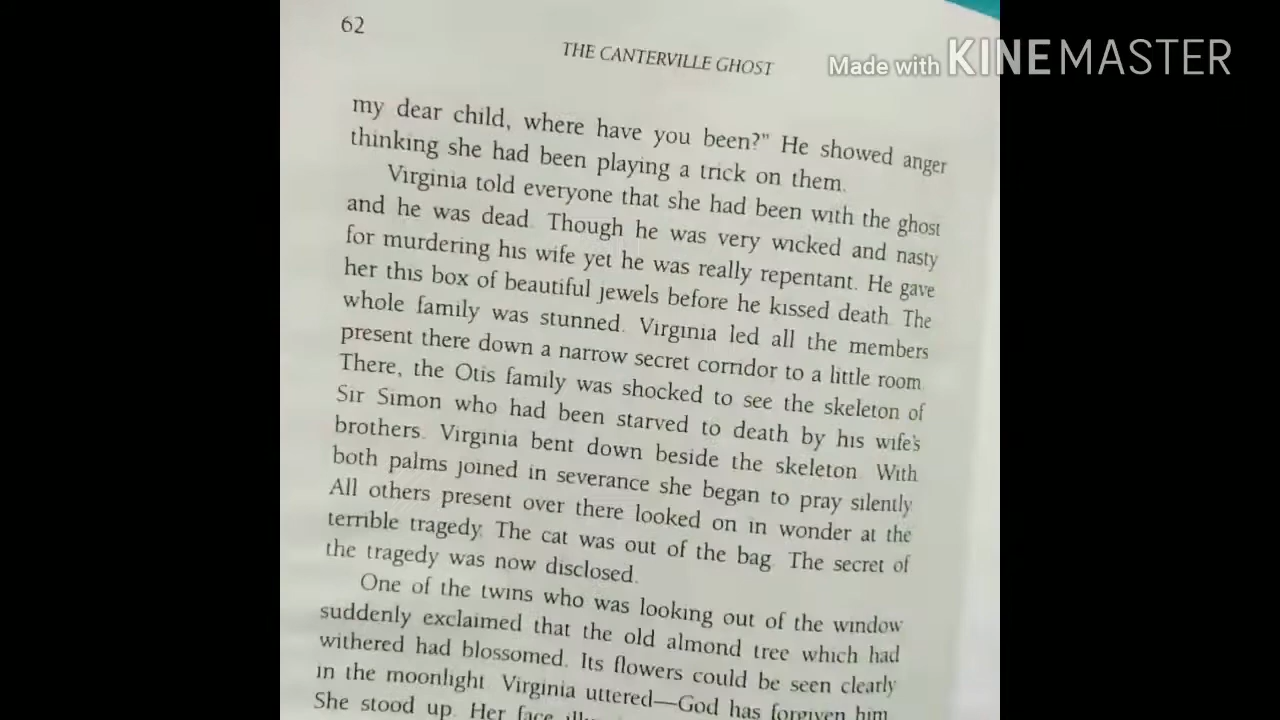 62
THE CANTERVILLE GHOST
Made with KINEMASTER
my dear child, where have you been?" He showed anger
thinking she had been playing a trick on them.
Virginia told everyone that she had been with the ghost
and he was dead. Though he was very wicked and nasty
for murdering his wife yet he was really repentant. He gave
her this box of beautiful jewels before he kissed death. The
whole family was stunned. Virginia led all the members
present there down a narrow secret corridor to a little room.
There, the Otis family was shocked to see the skeleton of
Sir Simon who had been starved to death by his wife's
brothers. Virginia bent down beside the skeleton. With
both palms joined in severance she began to pray silently.
All others present over there looked on in wonder at the
terrible tragedy. The cat was out of the bag. The secret of
the tragedy was now disclosed.
One of the twins who was looking out of the window
suddenly exclaimed that the old almond tree which had
withered had blossomed. Its flowers could be seen clearly
in the moonlight. Virginia uttered—God has forgiven him.
She stood up. Her face